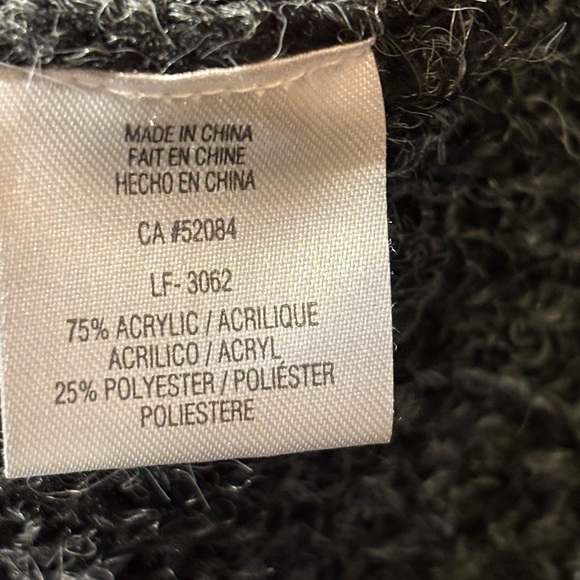 MADE IN CHINA
FAIT EN CHINE
HECHO EN CHINA
CA #52084
LF- 3062
75% ACRYLIC / ACRILIQUE
ACRILICO / ACRYL
25% POLYESTER / POLIÉSTER
POLIESTERE